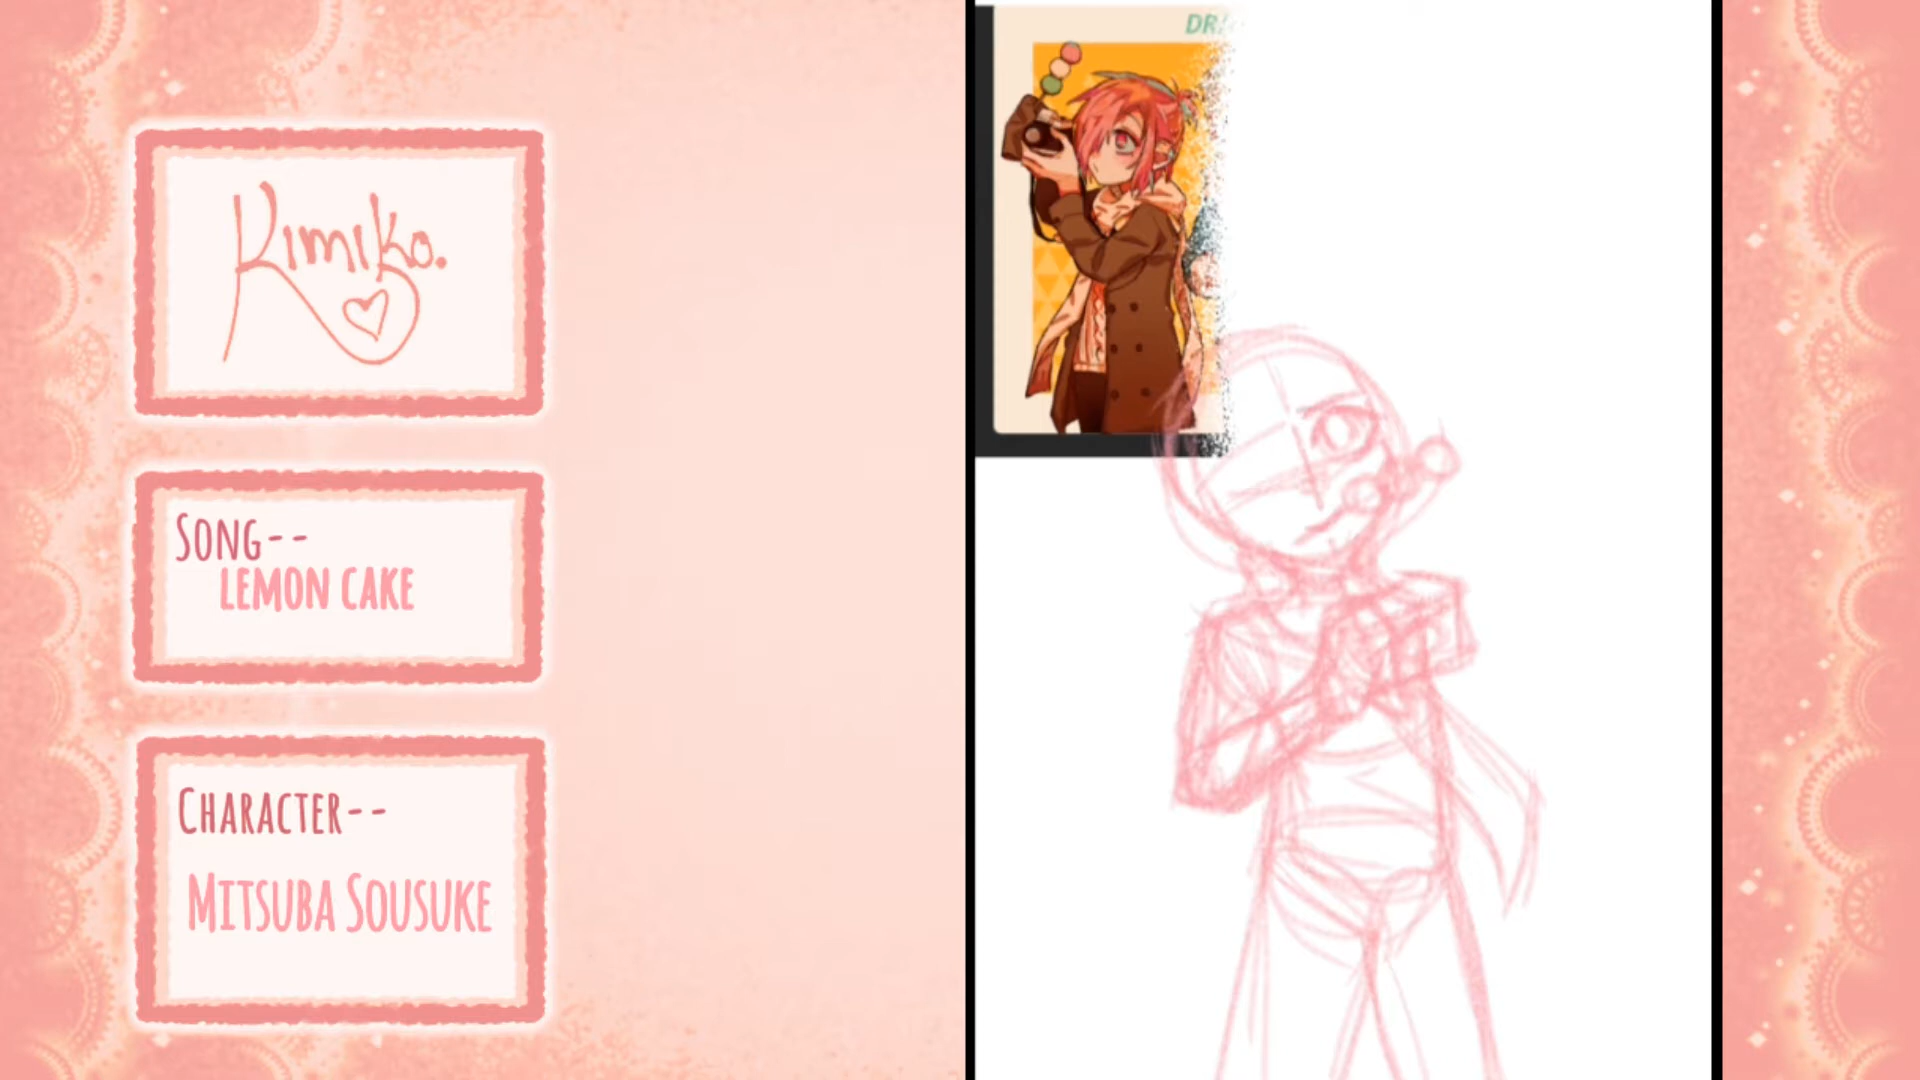 Kimiko.
SONG--
LEMON CAKE
CHARACTER--
MITSUBA SOUSUKE